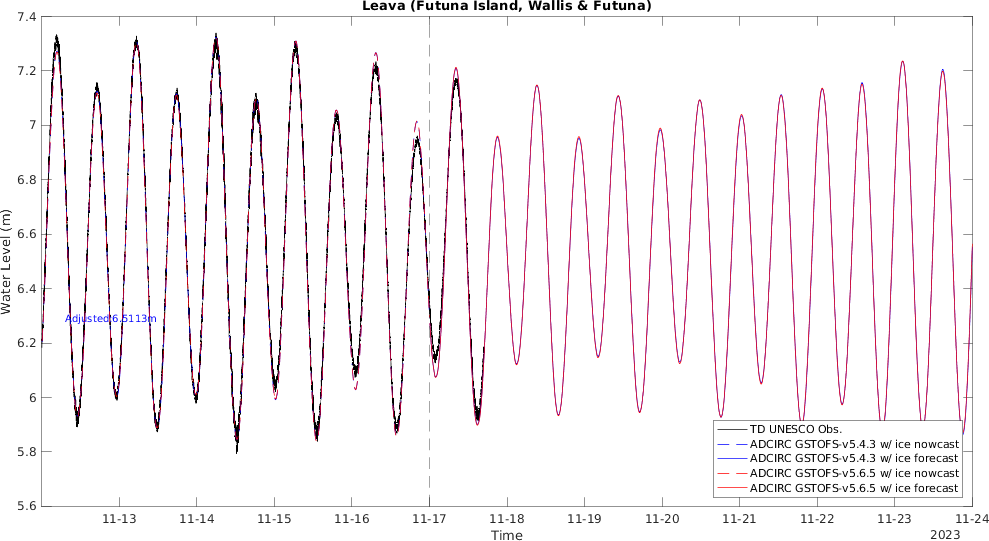 Leava (Futuna Island, Wallis & Futuna)
7.4
7.2
7
6.8
6.6
6.4
6.2
6
5.8
5.6
Water Level (m)
Adjusted 6.5113m
TD UNESCO Obs.
ADCIRC GSTOFS-v5.4.3 w/ ice nowcast
ADCIRC GSTOFS-v5.4.3 w/ ice forecast
ADCIRC GSTOFS-v5.6.5 w/ ice nowcast
ADCIRC GSTOFS-v5.6.5 w/ ice forecast
11-13 11-14 11-15 11-16 11-17 11-18 11-19 11-20 11-21 11-22 11-23 11-24
Time
2023